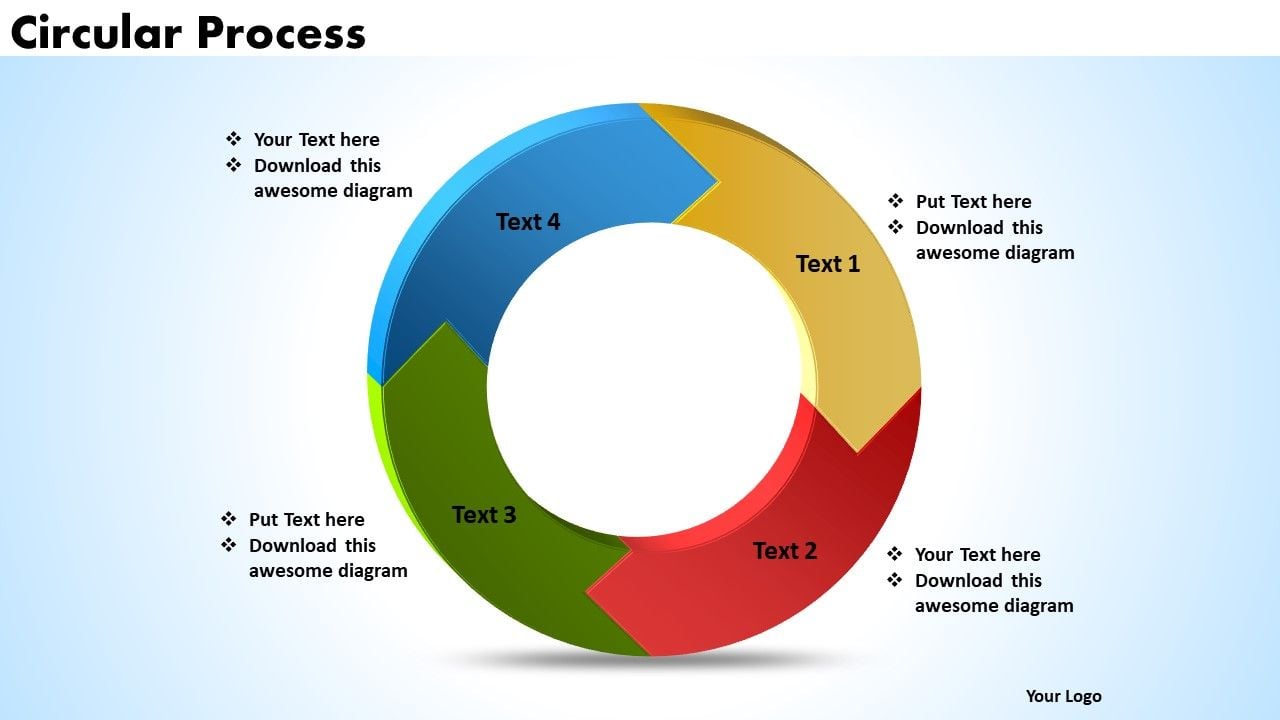 Circular Process
❖ Your Text here
❖ Download this
awesome diagram
❖ Put Text here
❖ Download this
awesome diagram
Text 4
Text 1
Text 3
Text 2
❖ Put Text here
❖ Download this
awesome diagram
❖ Your Text here
❖ Download this
awesome diagram
Your Logo